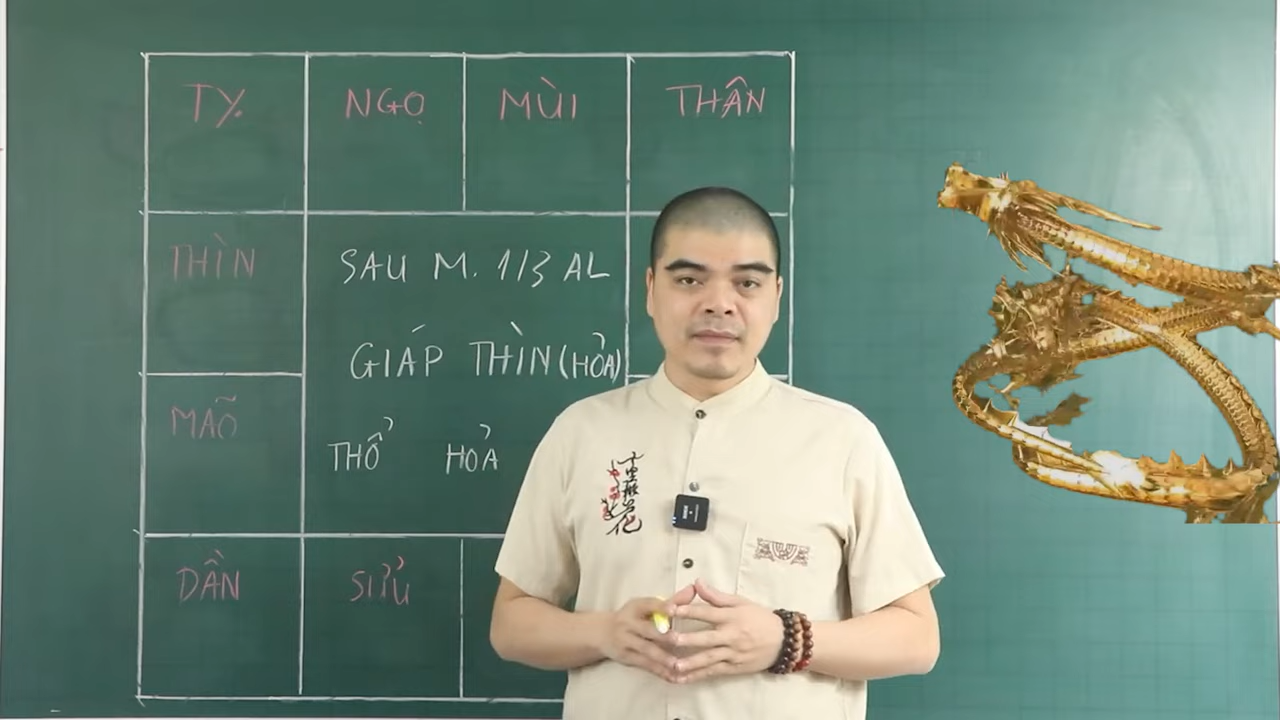 TỴ NGỌ MÙI THÂN
THÌN
SAU M. 1/3 AL
GIÁP THÌN (HỎA)
MÃO
THỔ HỎA
DẦN SỬU